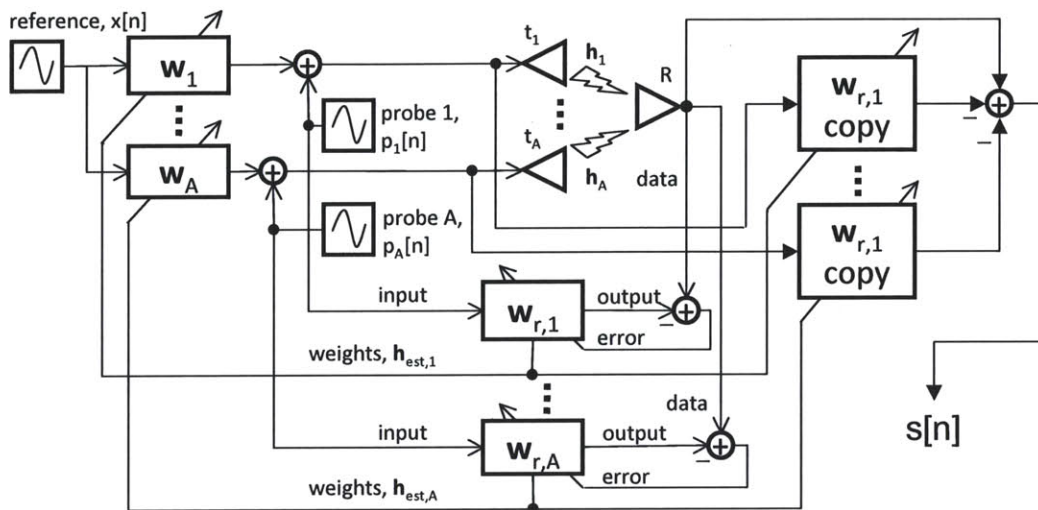 reference, x[n]
w1
wA
probe 1,
p1[n]
probe A,
pA[n]
t1
h1
R
tA
hA
data
wr,1
copy
wr,1
copy
input
wr,1
output
error
weights, hest,1
data
input
wr,A
output
error
weights, hest,A
s[n]